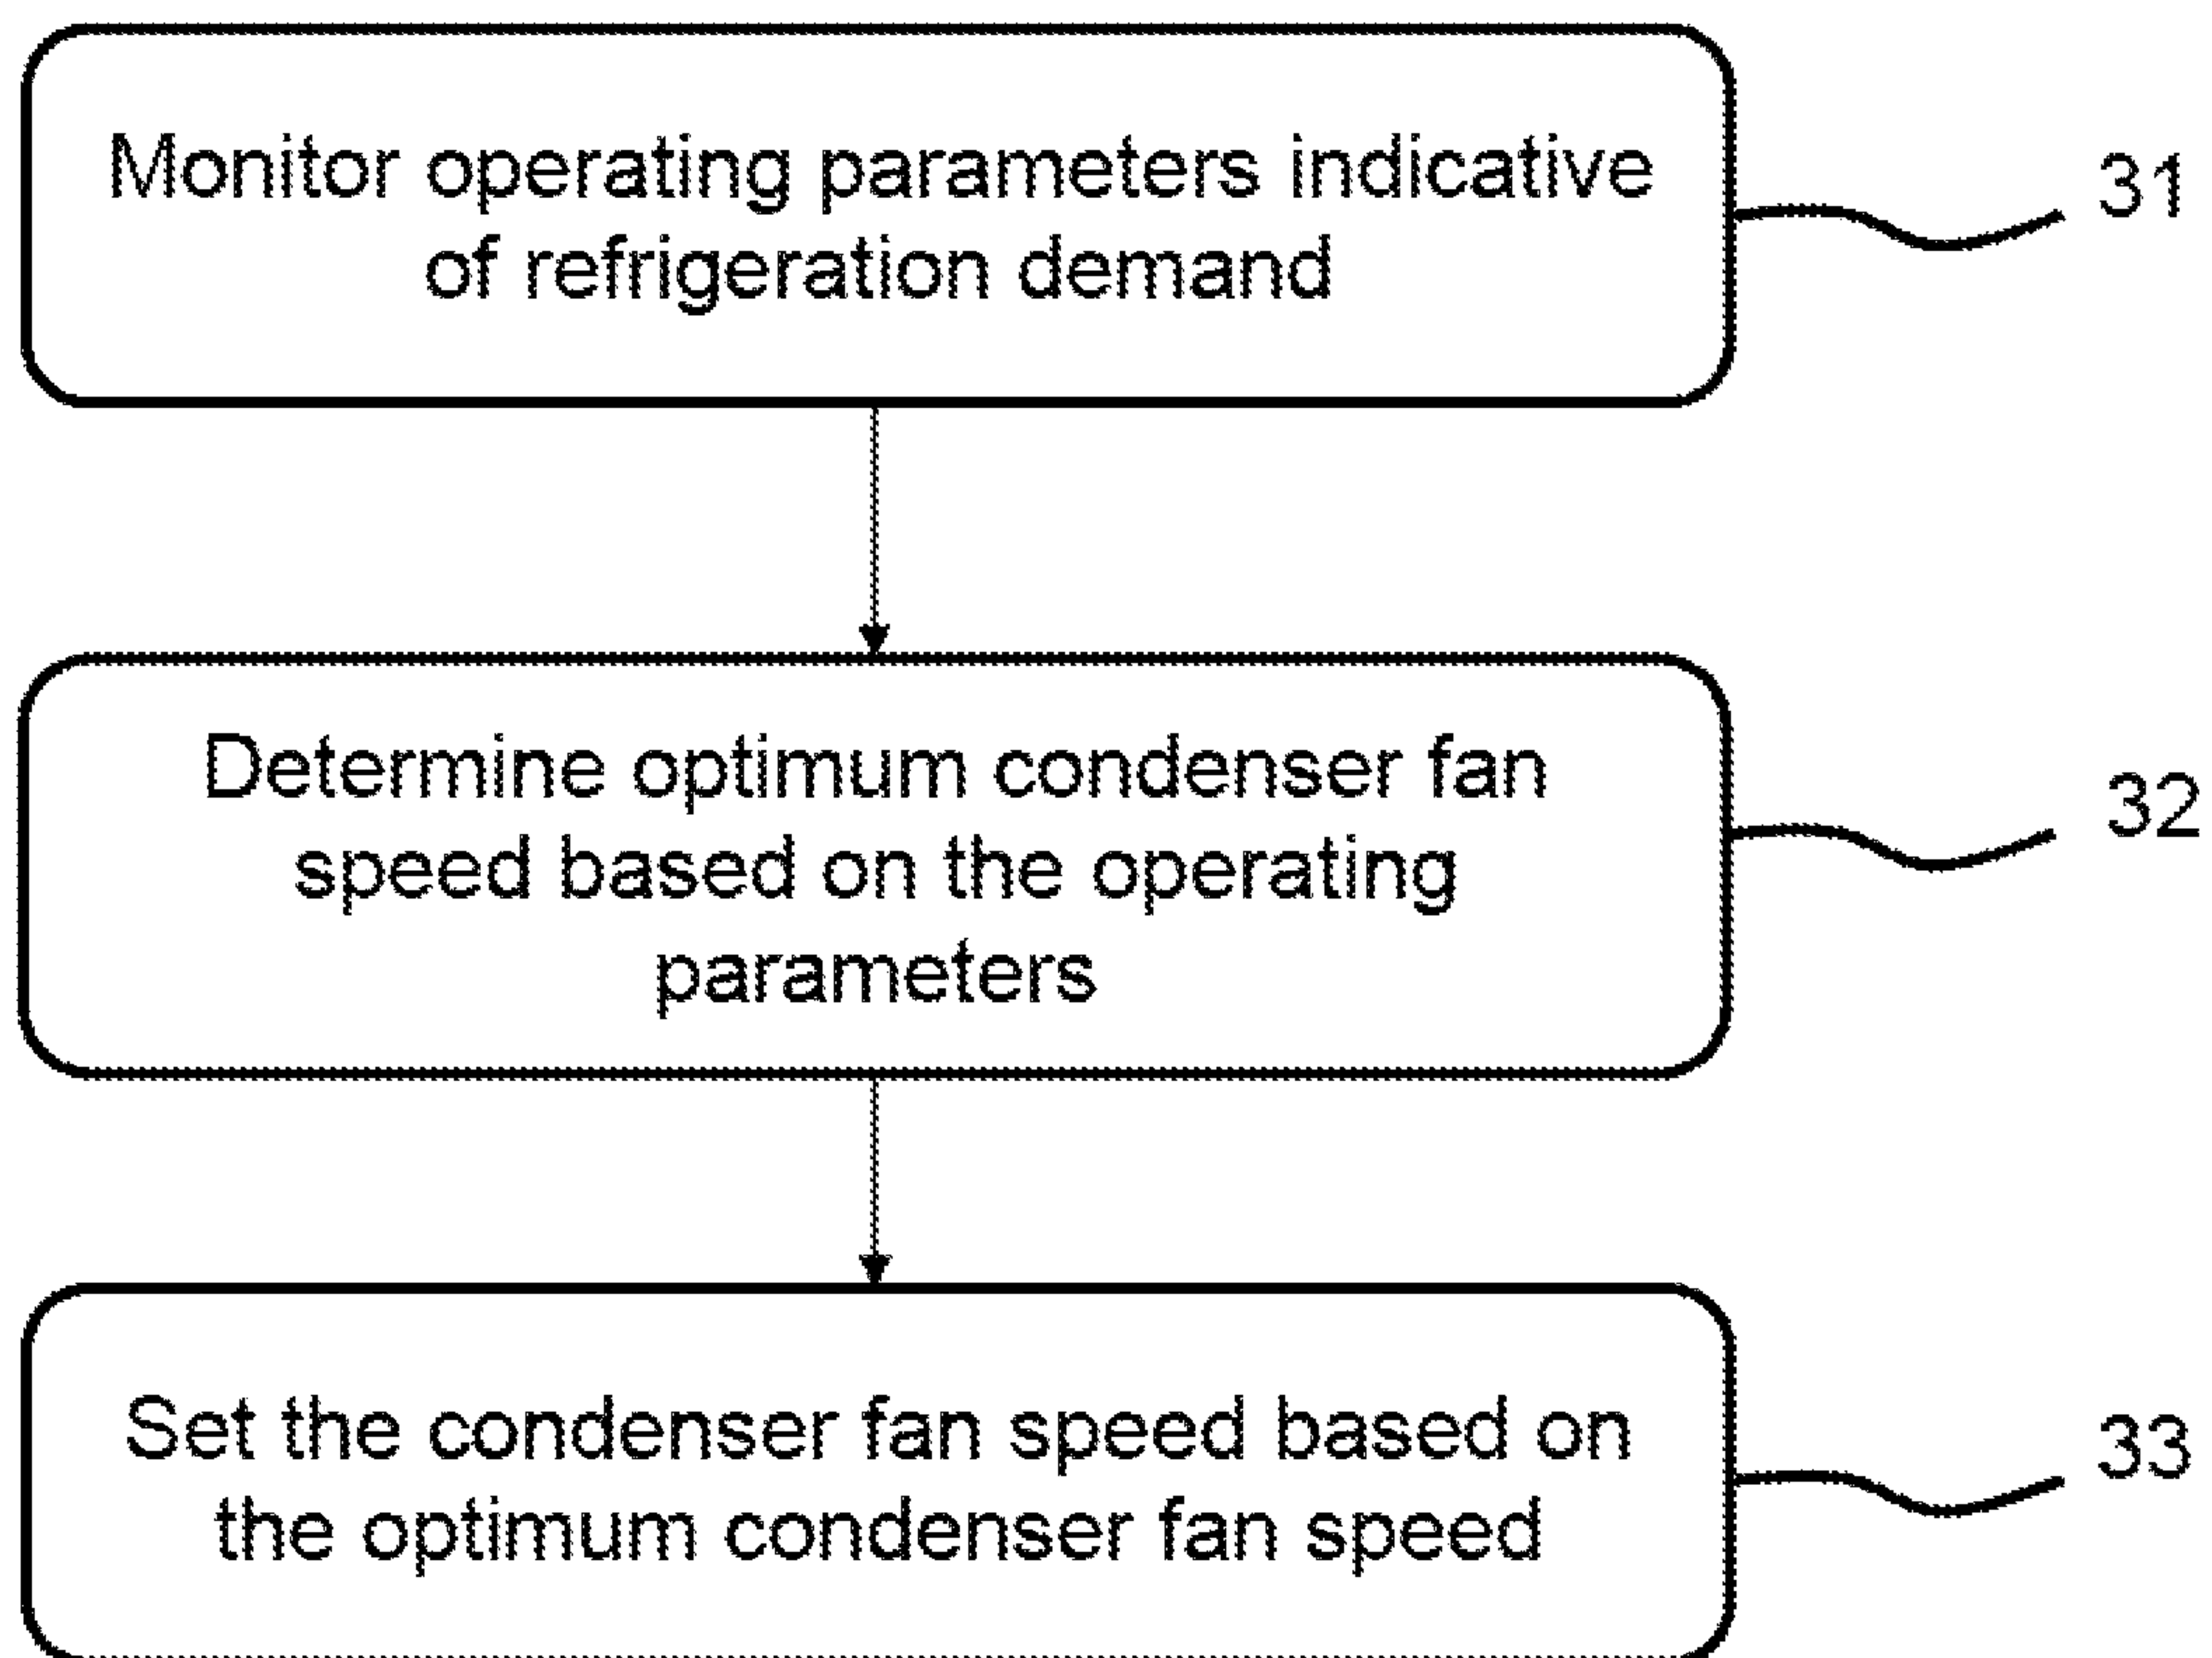 Monitor operating parameters indicative
of refrigeration demand
31
Determine optimum condenser fan
speed based on the operating
parameters
32
Set the condenser fan speed based on
the optimum condenser fan speed
33